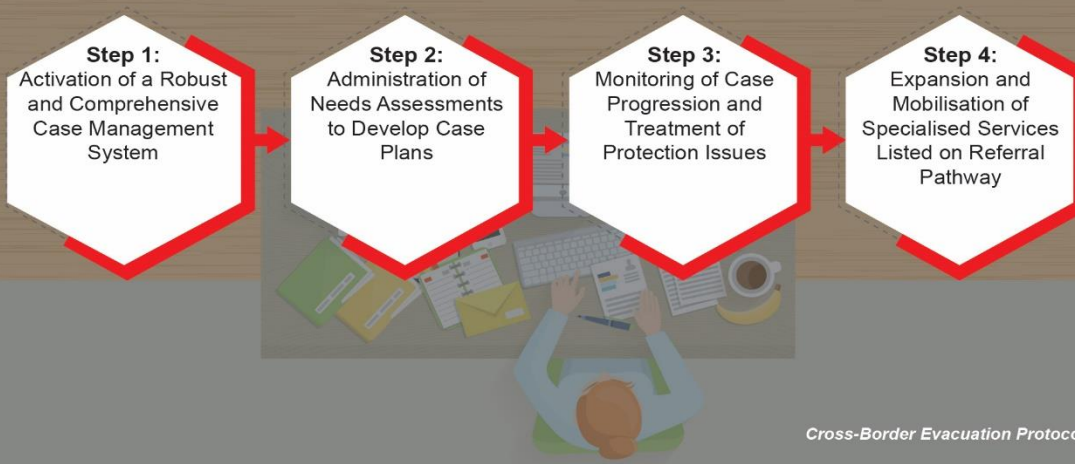 Step 1:
Activation of a Robust
and Comprehensive
Case Management
System
Step 2:
Administration of
Needs Assessments
to Develop Case
Plans
Step 3:
Monitoring of Case
Progression and
Treatment of
Protection Issues
Step 4:
Expansion and
Mobilisation of
Specialised Services
Listed on Referral
Pathway
Cross-Border Evacuation Protoco